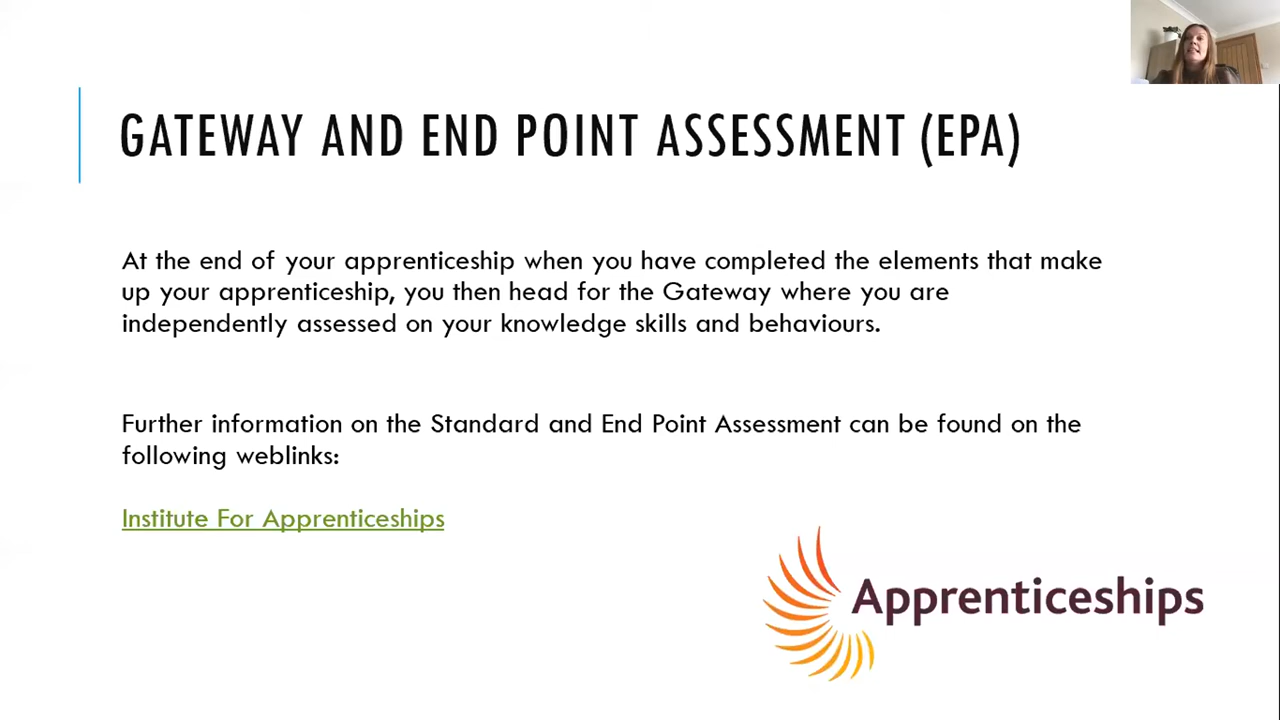 GATEWAY AND END POINT ASSESSMENT (EPA)
At the end of your apprenticeship when you have completed the elements that make
up your apprenticeship, you then head for the Gateway where you are
independently assessed on your knowledge skills and behaviours.
Further information on the Standard and End Point Assessment can be found on the
following weblinks:
Institute For Apprenticeships
Apprenticeships